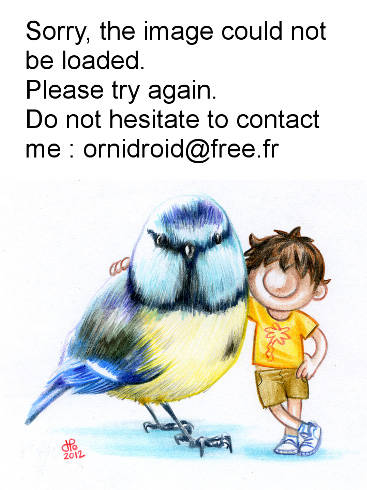 Sorry, the image could not
be loaded.
Please try again.
Do not hesitate to contact
me : ornidroid@free.fr
2012